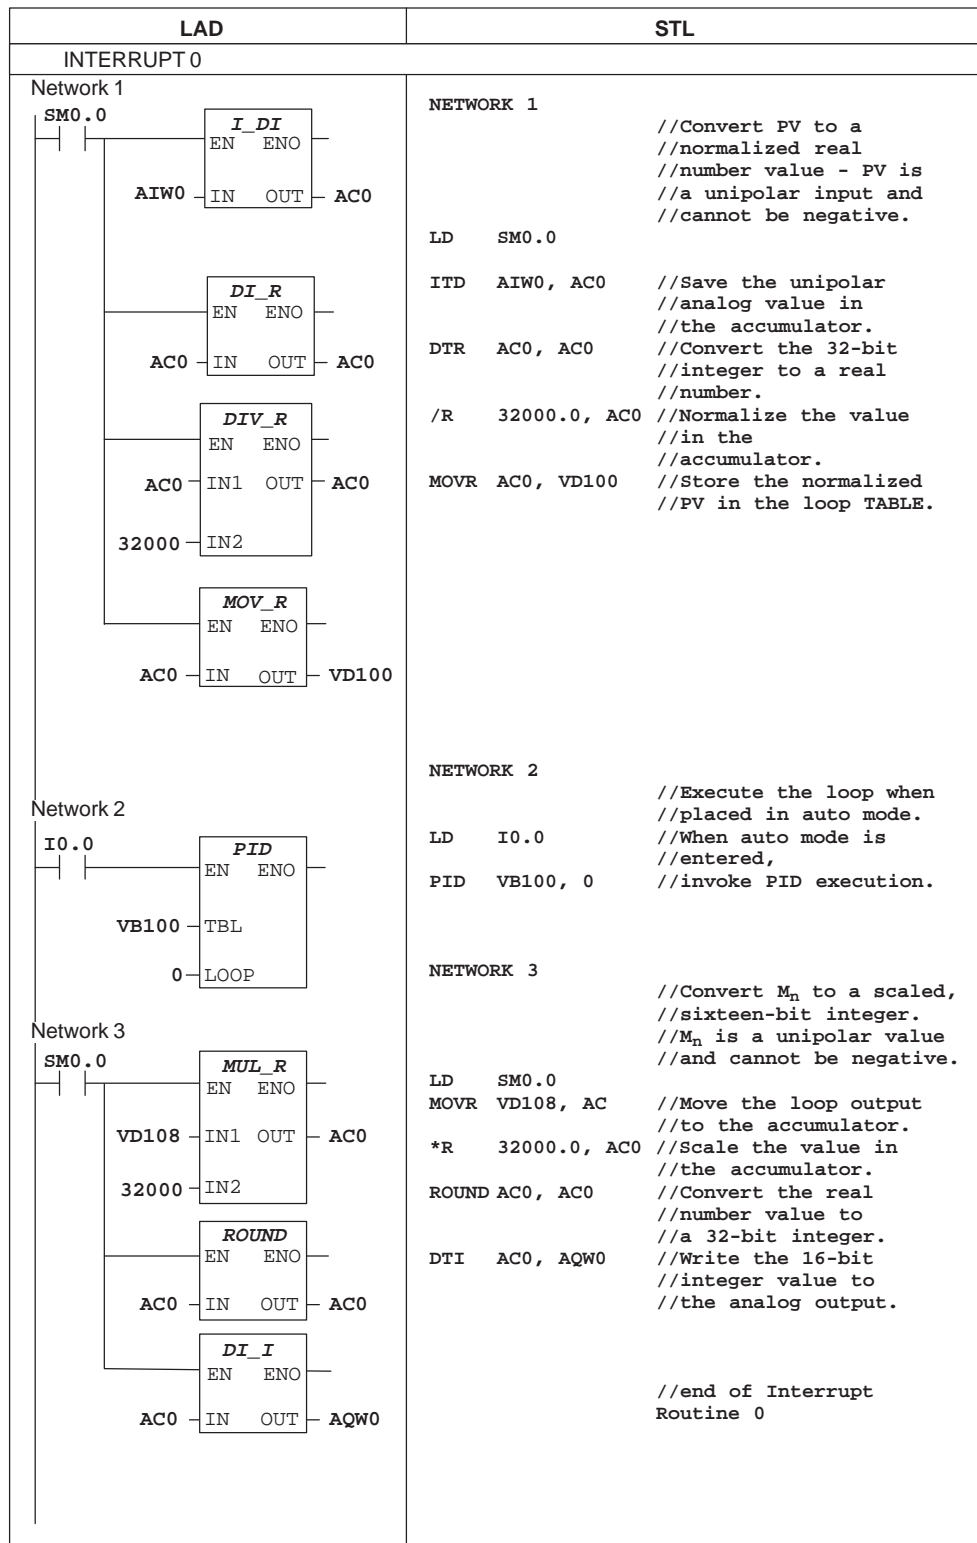 LAD
STL
INTERRUPT 0
Network 1
SM0.0
I_DI
EN ENO
AIW0 IN OUT AC0
DI_R
EN ENO
AC0 IN OUT AC0
DIV_R
EN ENO
AC0 IN1 OUT AC0
32000 IN2
MOV_R
EN ENO
AC0 IN OUT VD100
Network 2
I0.0
PID
EN ENO
VB100 TBL
0 LOOP
Network 3
SM0.0
MUL_R
EN ENO
VD108 IN1 OUT AC0
32000 IN2
ROUND
EN ENO
AC0 IN OUT AC0
DI_I
EN ENO
AC0 IN OUT AQW0
NETWORK 1
//Convert PV to a
//normalized real
//number value - PV is
//a unipolar input and
//cannot be negative.
LD SM0.0
ITD AIW0, AC0 //Save the unipolar
//analog value in
//the accumulator.
DTR AC0, AC0 //Convert the 32-bit
//integer to a real
//number.
/R 32000.0, AC0 //Normalize the value
//in the
//accumulator.
MOVR AC0, VD100 //Store the normalized
//PV in the loop TABLE.
NETWORK 2
//Execute the loop when
//placed in auto mode.
LD I0.0 //When auto mode is
//entered,
PID VB100, 0 //invoke PID execution.
NETWORK 3
//Convert Mn to a scaled,
//sixteen-bit integer.
//Mn is a unipolar value
//and cannot be negative.
LD SM0.0
MOVR VD108, AC //Move the loop output
//to the accumulator.
*R 32000.0, AC0 //Scale the value in
//the accumulator.
ROUND AC0, AC0 //Convert the real
//number value to
//a 32-bit integer.
DTI AC0, AQW0 //Write the 16-bit
//integer value to
//the analog output.
//end of Interrupt
Routine 0